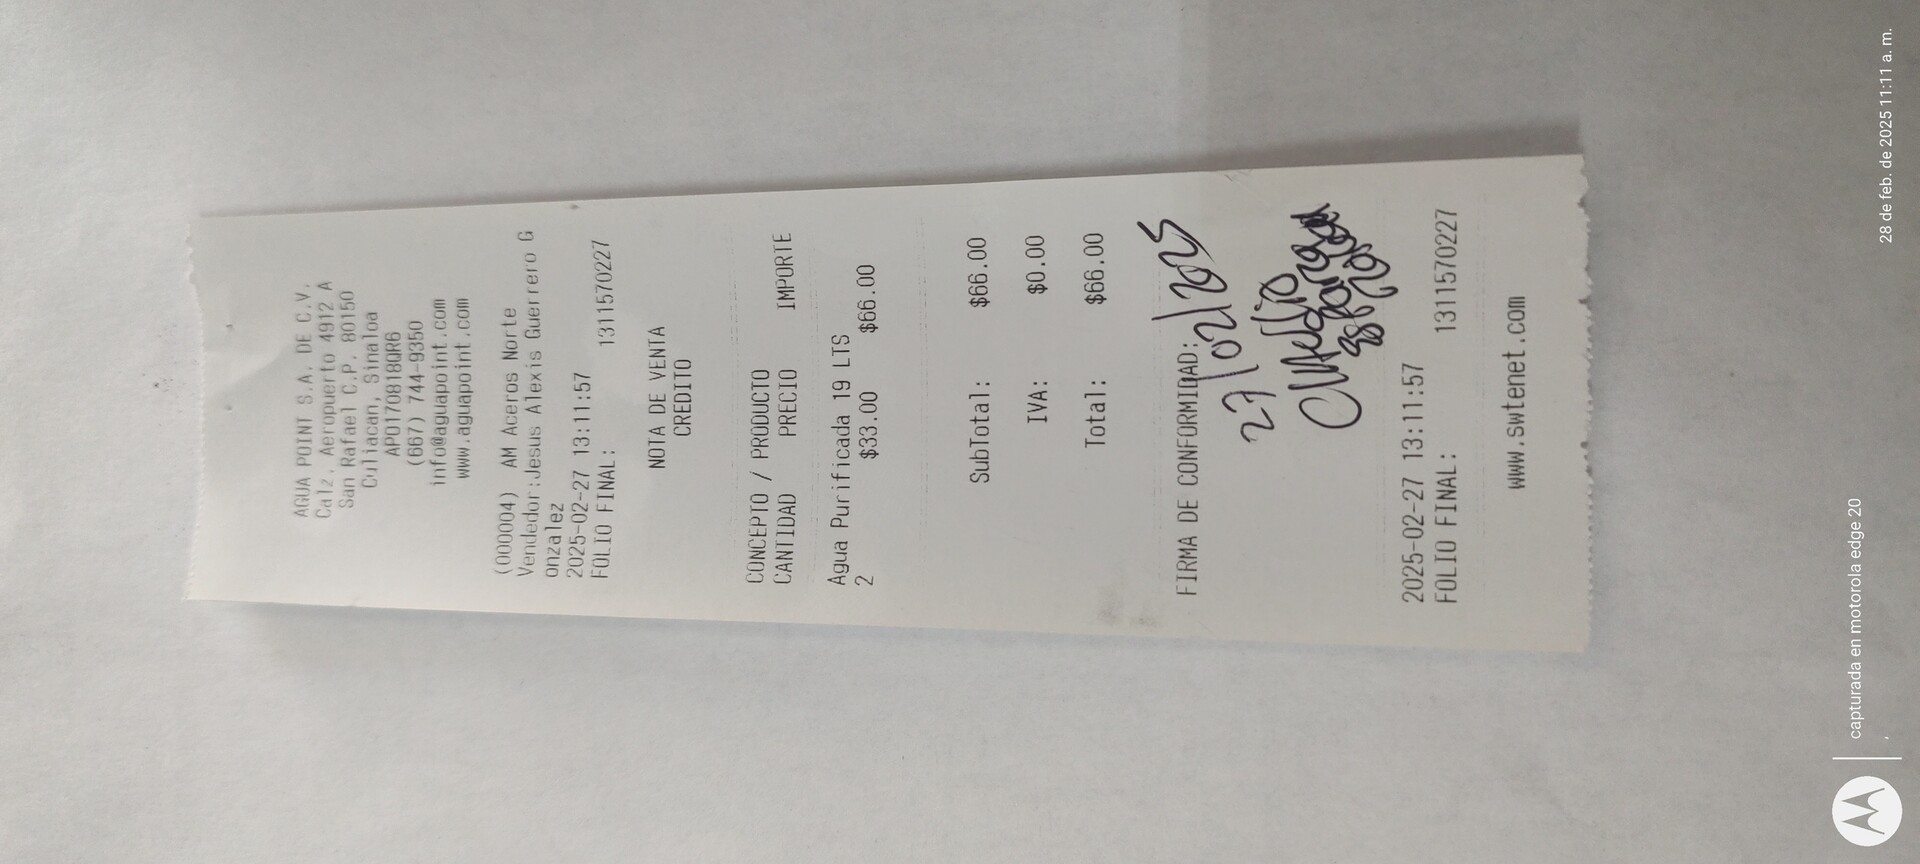 AGUA POINT S.A. DE C.V.
Calz. Aeropuerto 4912 A
San Rafael C.P. 80150
Culiacan, Sinaloa
APO170818QR6
(667) 744-9350
info@aguapoint.com
www.aguapoint.com
(000004) AM Aceros Norte
Vendedor:Jesus Alexis Guerrero G
onzalez
2025-02-27 13:11:57
FOLIO FINAL: 1311570227
NOTA DE VENTA
CREDITO
CONCEPTO / PRODUCTO
CANTIDAD PRECIO IMPORTE
Agua Purificada 19 LTS
2 $33.00 $66.00
SubTotal: $66.00
IVA: $0.00
Total: $66.00
FIRMA DE CONFORMIDAD:
27/02/2025
2025-02-27 13:11:57
FOLIO FINAL: 1311570227
www.swtenet.com
capturada en motorola edge 20
28 de feb. de 2025 11:11 a. m.